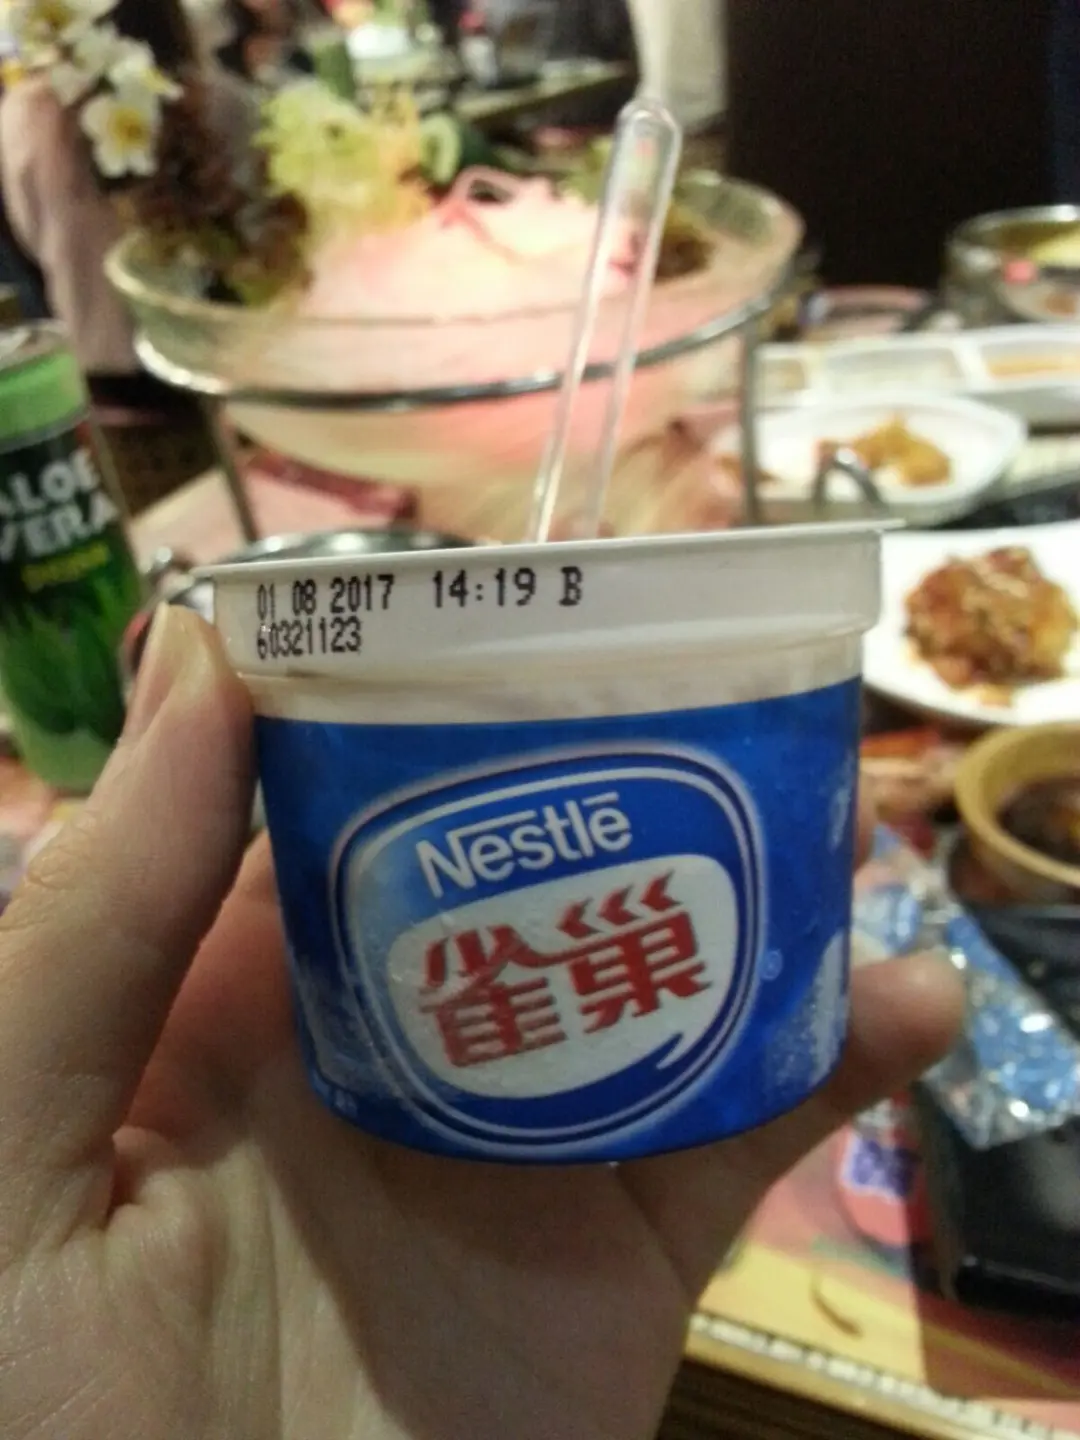 01 08 2017 14:19 B
60321123
Nestlé
雀巢
ALOE
VERA